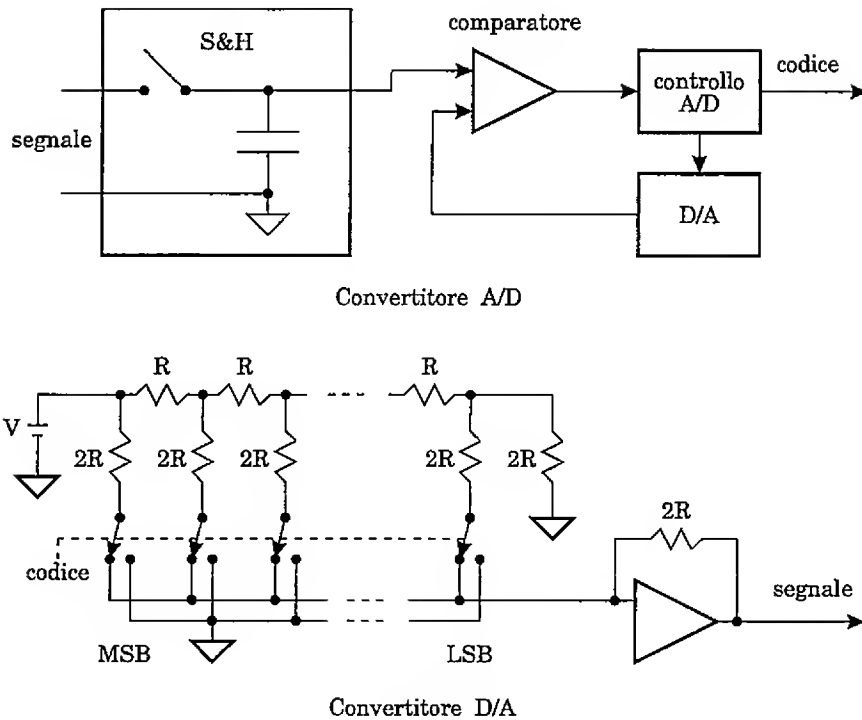 S&H
comparatore
segnale
controllo
A/D
codice
D/A
Convertitore A/D
R
R
R
V
2R
2R
2R
2R
2R
codice
2R
segnale
MSB
LSB
Convertitore D/A